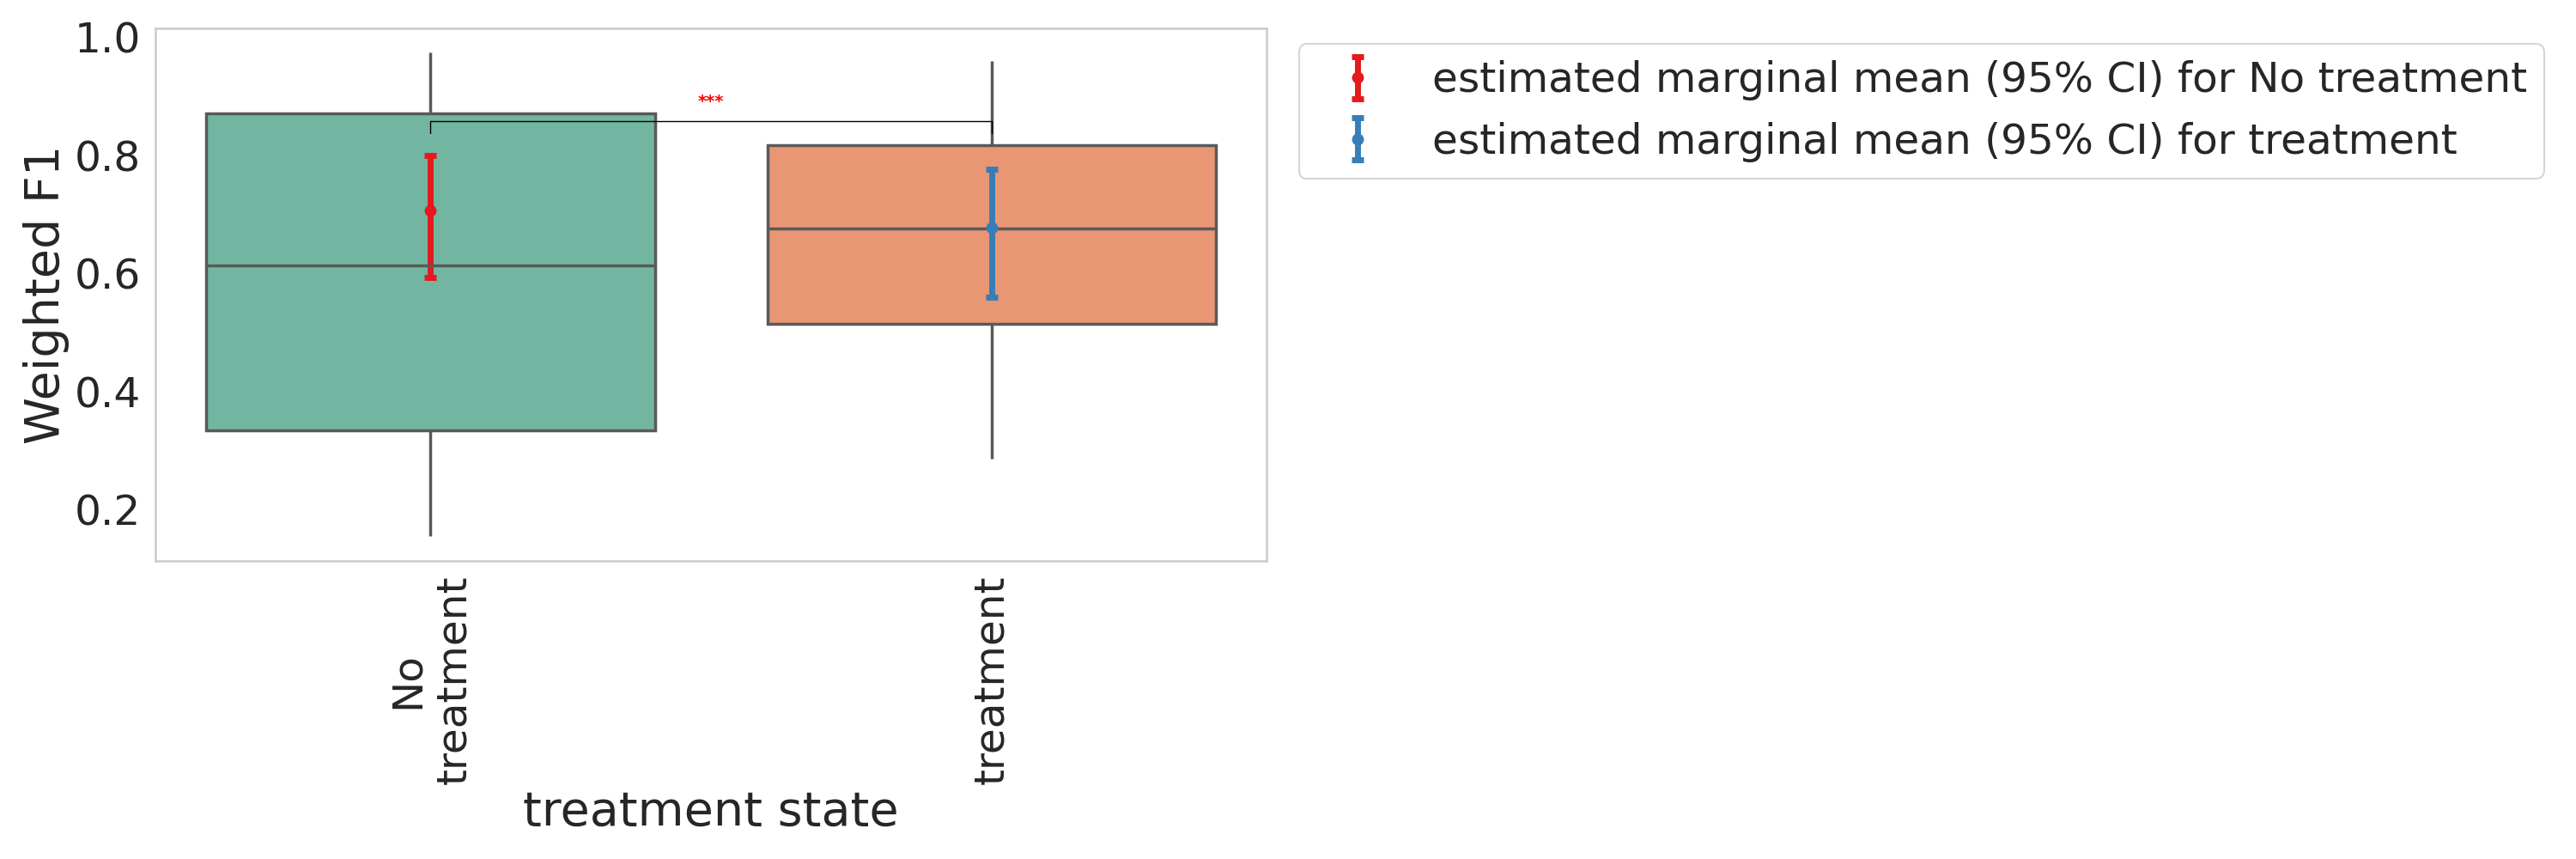 Weighted F1
1.0
0.8
0.6
0.4
0.2
***
No
treatment
treatment
treatment state
estimated marginal mean (95% CI) for No treatment
estimated marginal mean (95% CI) for treatment